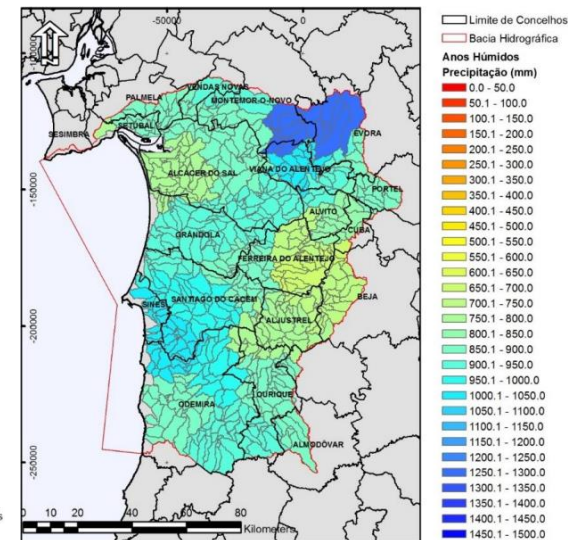 -50000
0
-100000
-150000
-200000
-250000
N
PALMELA
VENDAS NOVAS
MONTEMOR-O-NOVO
SESIMBRA
SETÚBAL
ÉVORA
ALCÁCER DO SAL
VIANA DO ALENTEJO
PORTEL
ALVITO
GRÂNDOLA
CUBA
FERREIRA DO ALENTEJO
SINES
SANTIAGO DO CACÉM
BEJA
ALJUSTREL
ODEMIRA
OURIQUE
ALMODÔVAR
0 10 20 40 60 80
Kilometers
s
Limite de Concelhos
Bacia Hidrográfica
Anos Húmidos
Precipitação (mm)
0.0 - 50.0
50.1 - 100.0
100.1 - 150.0
150.1 - 200.0
200.1 - 250.0
250.1 - 300.0
300.1 - 350.0
350.1 - 400.0
400.1 - 450.0
450.1 - 500.0
500.1 - 550.0
550.1 - 600.0
600.1 - 650.0
650.1 - 700.0
700.1 - 750.0
750.1 - 800.0
800.1 - 850.0
850.1 - 900.0
900.1 - 950.0
950.1 - 1000.0
1000.1 - 1050.0
1050.1 - 1100.0
1100.1 - 1150.0
1150.1 - 1200.0
1200.1 - 1250.0
1250.1 - 1300.0
1300.1 - 1350.0
1350.1 - 1400.0
1400.1 - 1450.0
1450.1 - 1500.0